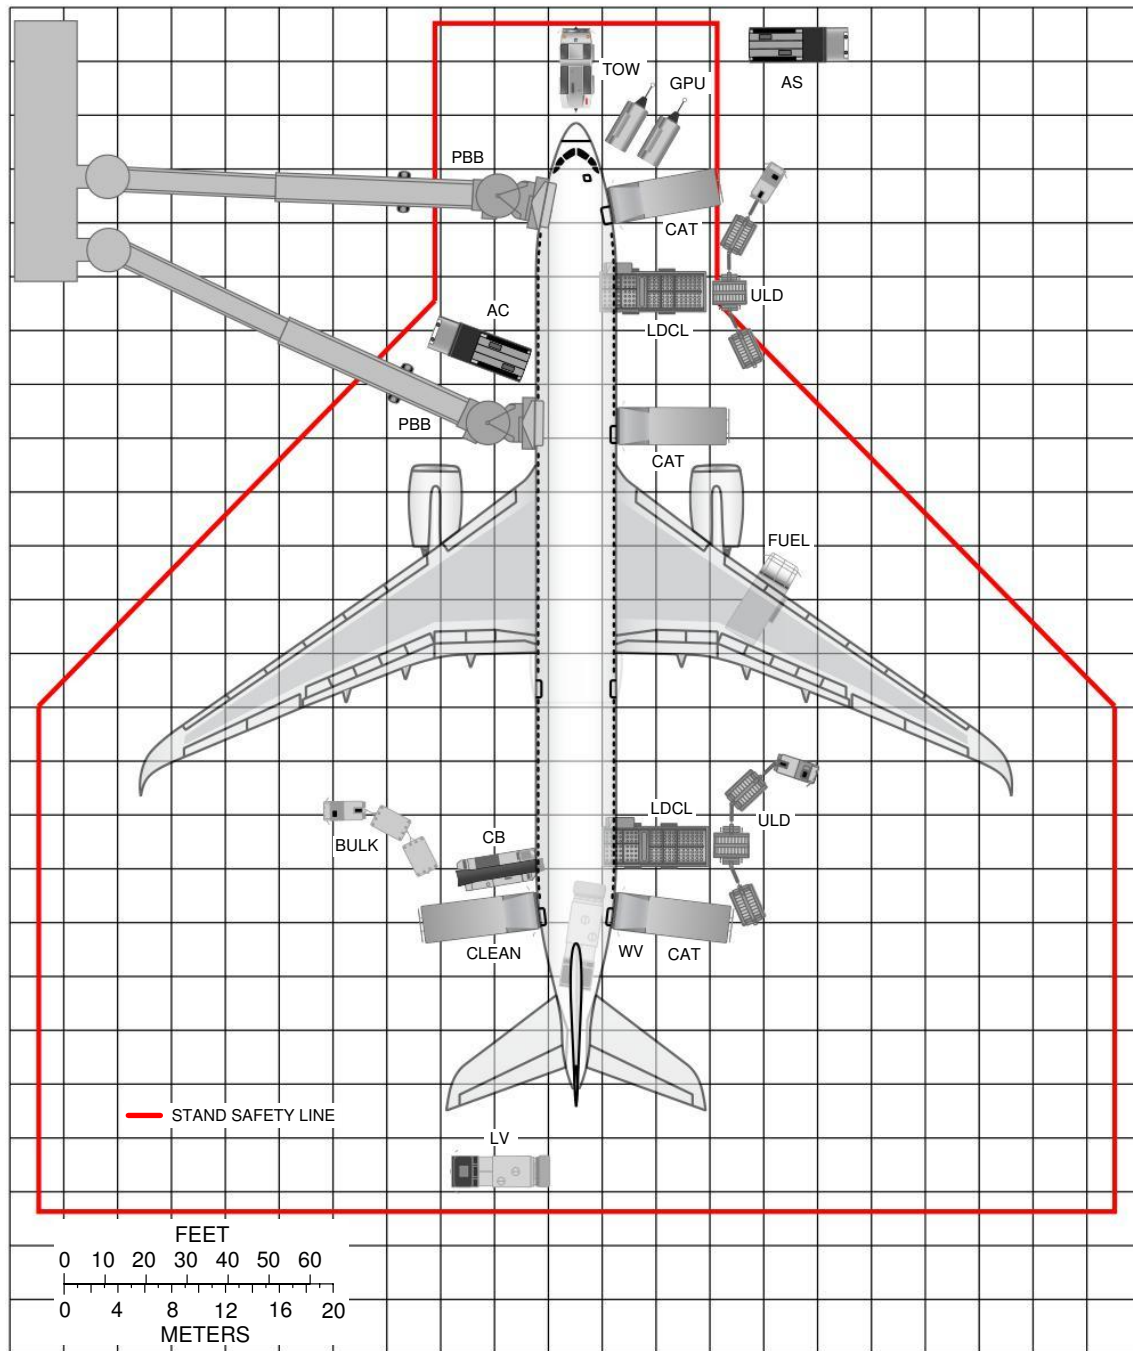 TOW
GPU
AS
PBB
CAT
ULD
AC
LDCL
PBB
CAT
FUEL
LDCL
ULD
BULK
CB
CLEAN
WV
CAT
STAND SAFETY LINE
LV
FEET
0 10 20 30 40 50 60
0 4 8 12 16 20
METERS